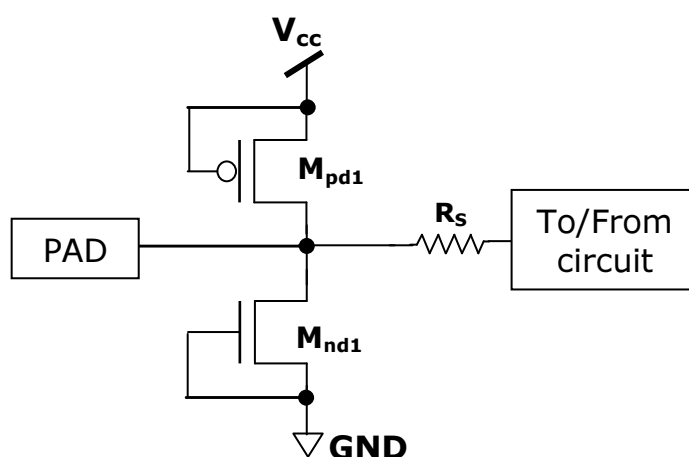 Vcc
Mpd1
PAD
RS
To/From
circuit
Mnd1
GND